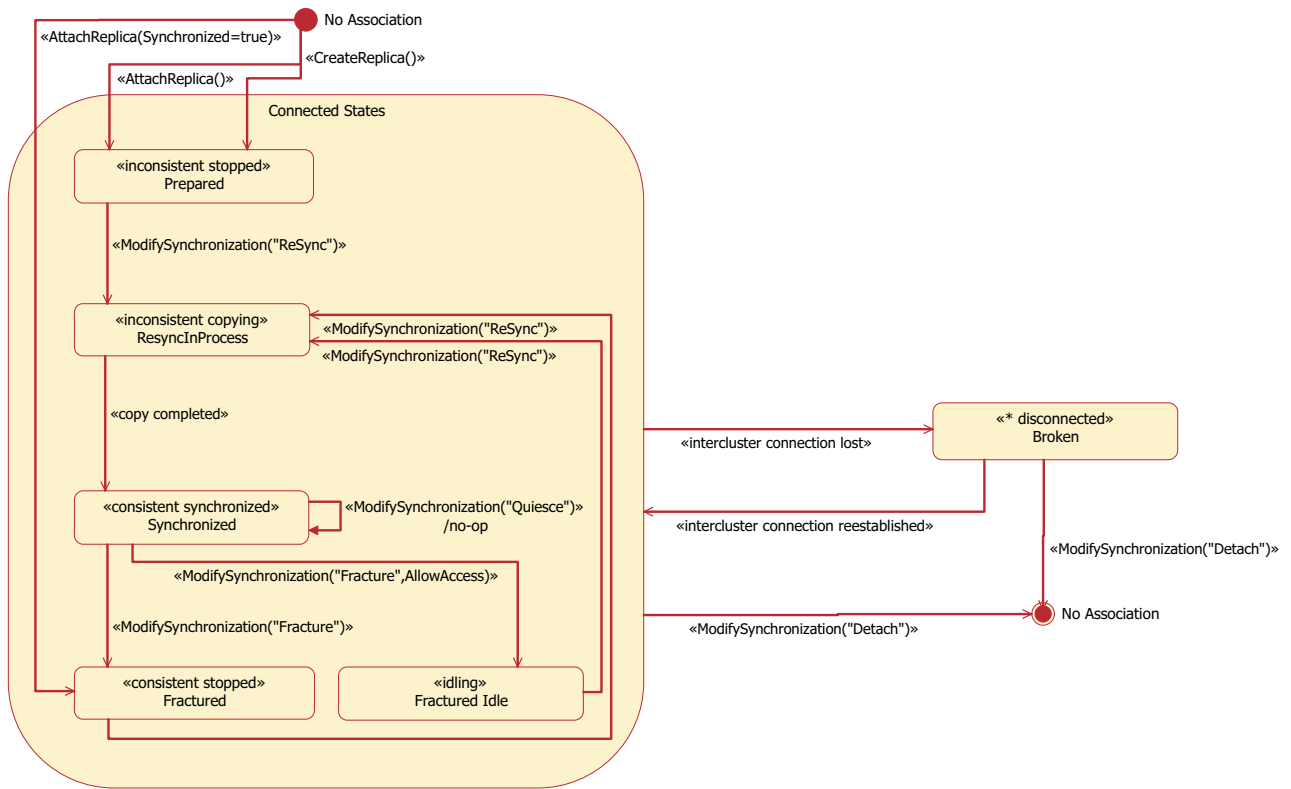 No Association
«AttachReplica(Synchronized=true)»
«CreateReplica()»
«AttachReplica()»
Connected States
«inconsistent stopped»
Prepared
«ModifySynchronization("ReSync")»
«inconsistent copying»
ResyncInProcess
«ModifySynchronization("ReSync")»
«ModifySynchronization("ReSync")»
«copy completed»
«* disconnected»
Broken
«intercluster connection lost»
«consistent synchronized»
Synchronized
«ModifySynchronization("Quiesce")»
/no-op
«intercluster connection reestablished»
«ModifySynchronization("Detach")»
«ModifySynchronization("Fracture",AllowAccess)»
«ModifySynchronization("Fracture")»
No Association
«ModifySynchronization("Detach")»
«consistent stopped»
Fractured
«idling»
Fractured Idle